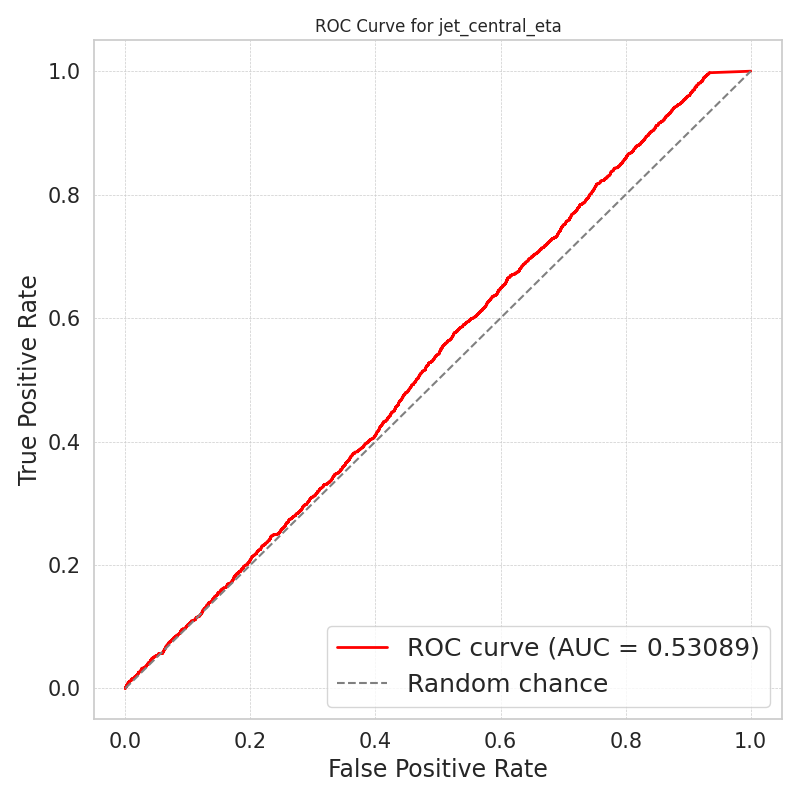 ROC Curve for jet_central_eta
True Positive Rate
1.0
0.8
0.6
0.4
0.2
0.0
ROC curve (AUC = 0.53089)
Random chance
0.0 0.2 0.4 0.6 0.8 1.0
False Positive Rate